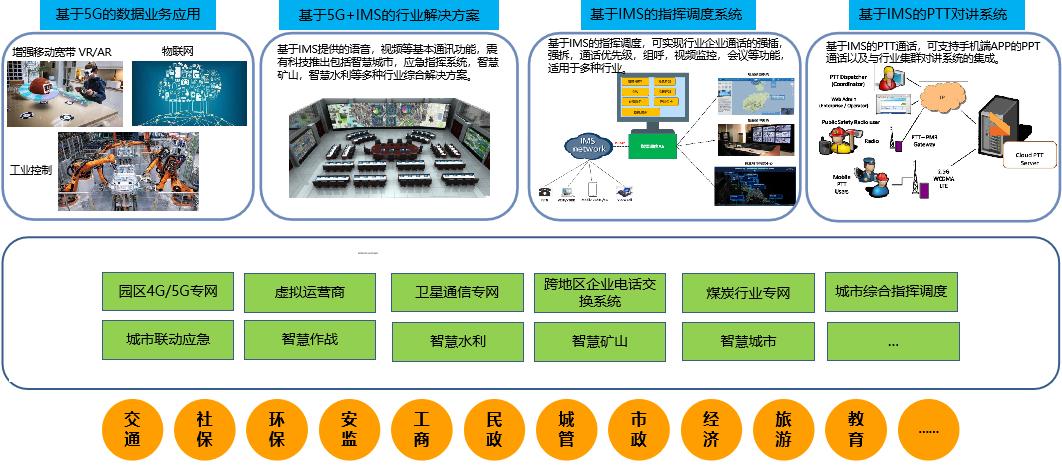 基于5G的数据业务应用
增强移动宽带 VR/AR
物联网
工业控制
基于5G+IMS的行业解决方案
基于IMS提供的语音，视频等基本通讯功能，震
有科技推出包括智慧城市，应急指挥系统，智慧
矿山，智慧水利等多种行业综合解决方案。
基于IMS的指挥调度系统
基于IMS的指挥调度，可实现行业企业通话的强插，
强拆，通话优先级，组呼，视频监控，会议等功能，
适用于多种行业。
IMS
network
基于IMS的PTT对讲系统
基于IMS的PTT通话，可支持手机端APP的PPT
通话以及与行业集群对讲系统的集成。
PTT Dispatcher
(Coordinator)
Web Admin
(Enterprise / Operator)
IP
Public Safety Radio user
Radio
PTT-PMR
Gateway
Cloud PTT
Server
Mobile
PTT
Users
2.5G
WCDMA
LTE
园区4G/5G专网
虚拟运营商
卫星通信专网
跨地区企业电话交
换系统
煤炭行业专网
城市综合指挥调度
城市联动应急
智慧作战
智慧水利
智慧矿山
智慧城市
...
交
通
社
保
环
保
安
监
工
商
民
政
城
管
市
政
经
济
旅
游
教
育
......